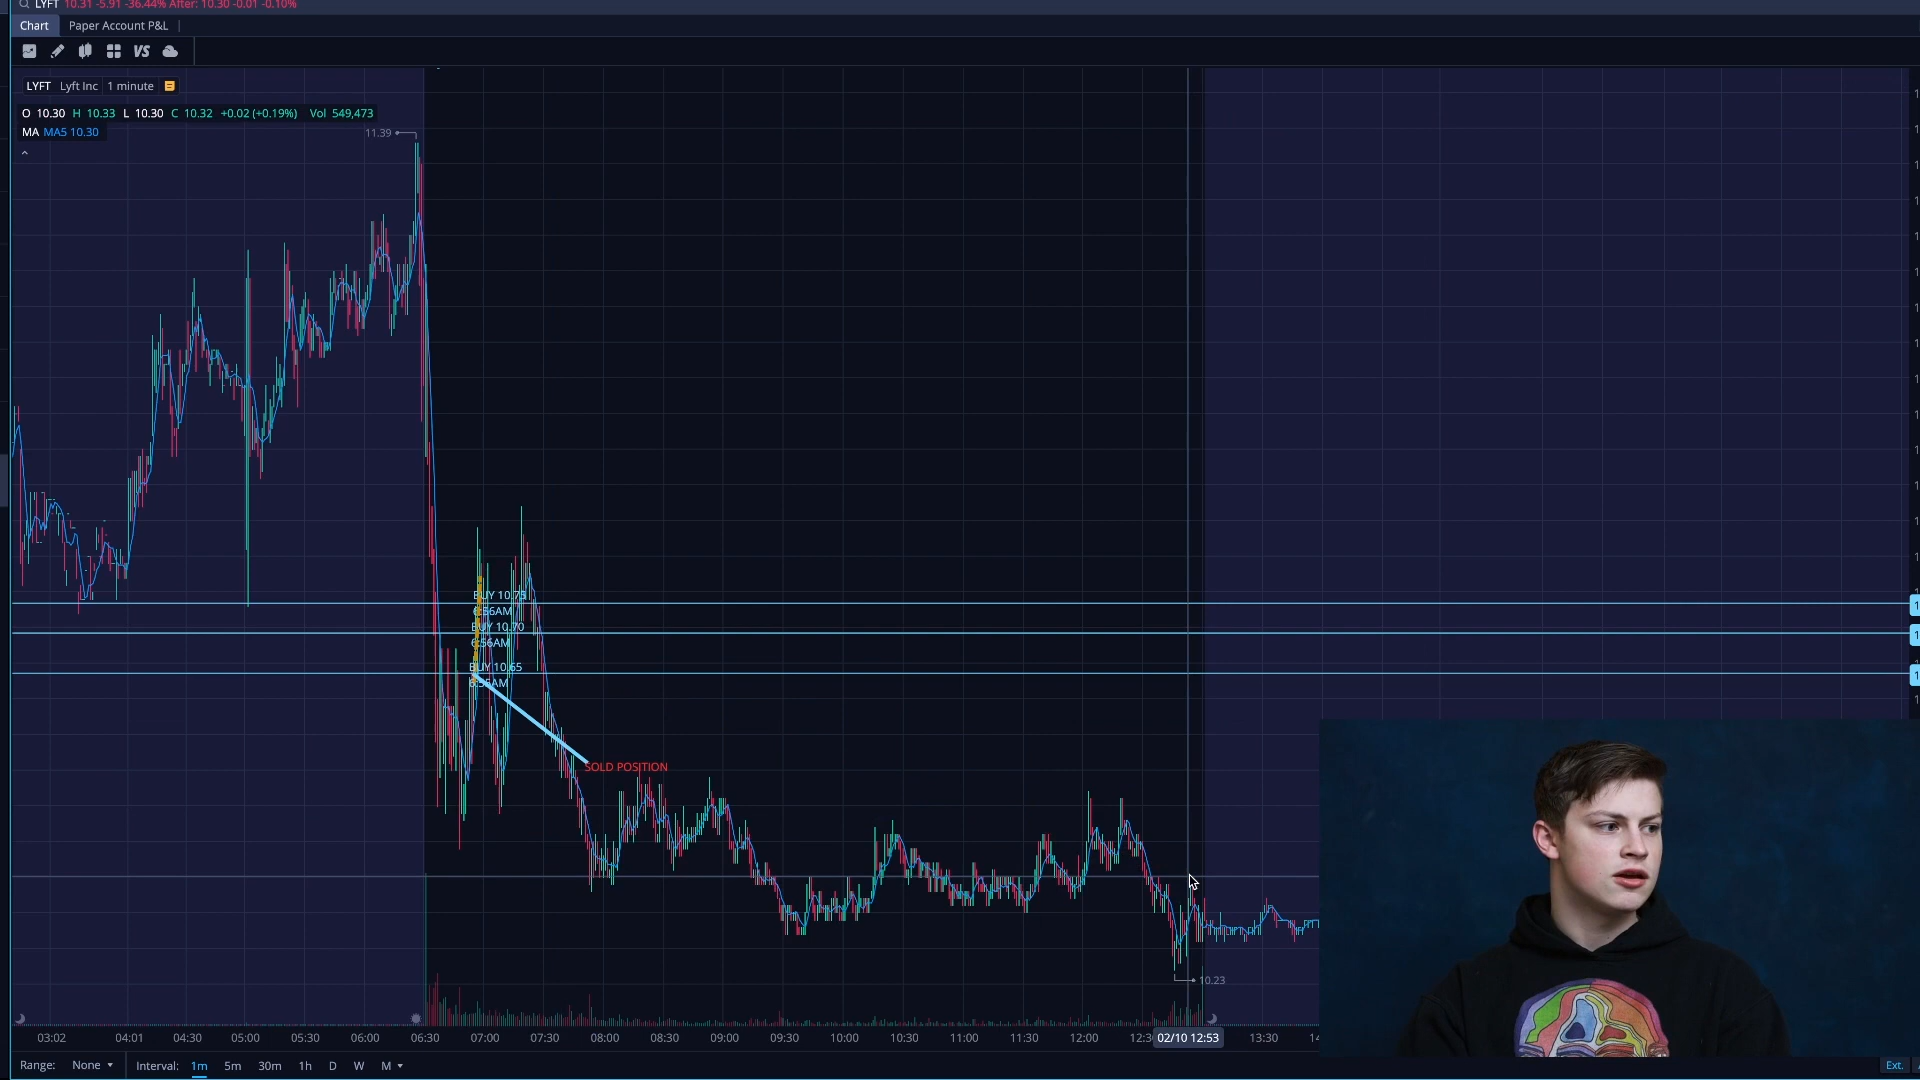 LYFT 10.31 -5.91 -36.44% After: 10.30 -0.01 -0.10%
Chart Paper Account P&L
VS
LYFT Lyft Inc 1 minute
O 10.30 H 10.33 L 10.30 C 10.32 +0.02 (+0.19%) Vol 549,473
MA MA5 10.30
11.39
BUY 10.75
6:56AM
BUY 10.70
6:56AM
BUY 10.65
SOLD POSITION
10.23
03:02 04:01 04:30 05:00 05:30 06:00 06:30 07:00 07:30 08:00 08:30 09:00 09:30 10:00 10:30 11:00 11:30 12:00 02/10 12:53 13:30
Range: None Interval: 1m 5m 30m 1h D W M Ext.